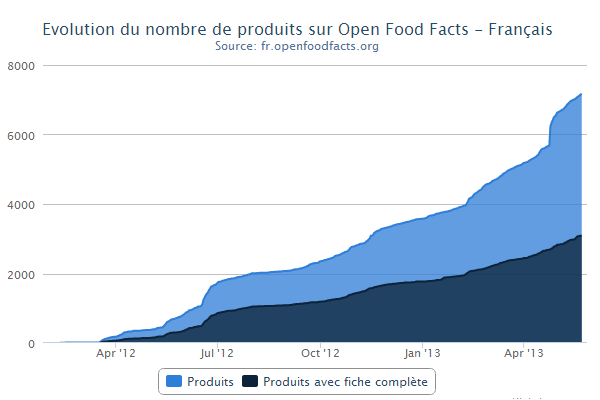 Evolution du nombre de produits sur Open Food Facts - Français
Source: fr.openfoodfacts.org
8000
6000
4000
2000
0
Apr '12
Jul '12
Oct '12
Jan '13
Apr '13
Produits
Produits avec fiche complète